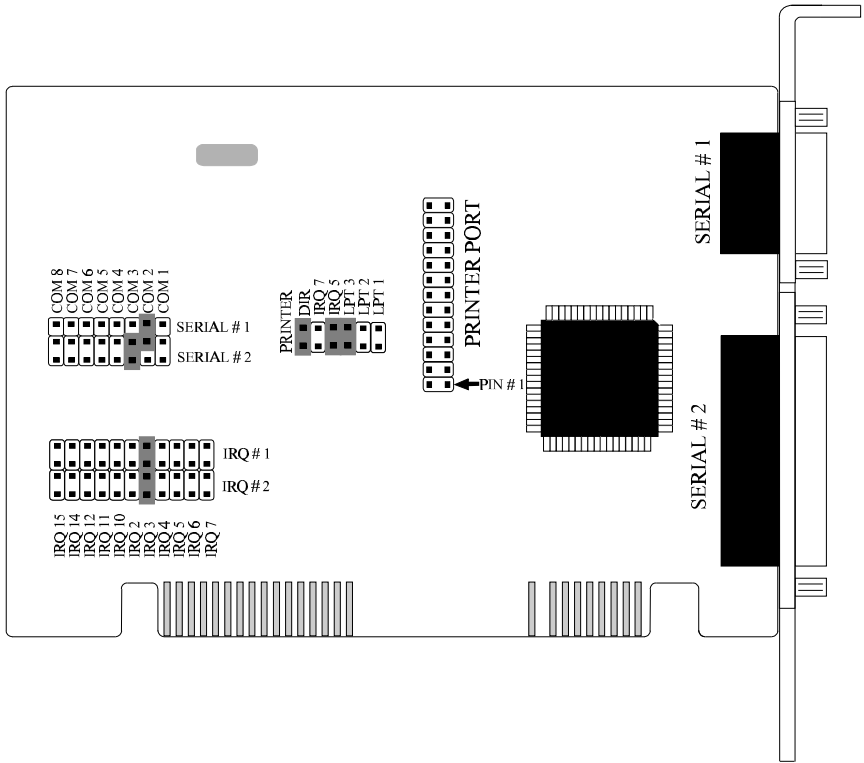 SERIAL # 1
COM 8
COM 7
COM 6
COM 5
COM 4
COM 3
COM 2
COM 1
SERIAL # 1
SERIAL # 2
PRINTER
DIR
IRQ 7
IRQ 5
LPT 3
LPT 2
LPT 1
PRINTER PORT
PIN # 1
SERIAL # 2
IRQ # 1
IRQ # 2
IRQ 15
IRQ 14
IRQ 12
IRQ 11
IRQ 10
IRQ 2
IRQ 3
IRQ 4
IRQ 5
IRQ 6
IRQ 7